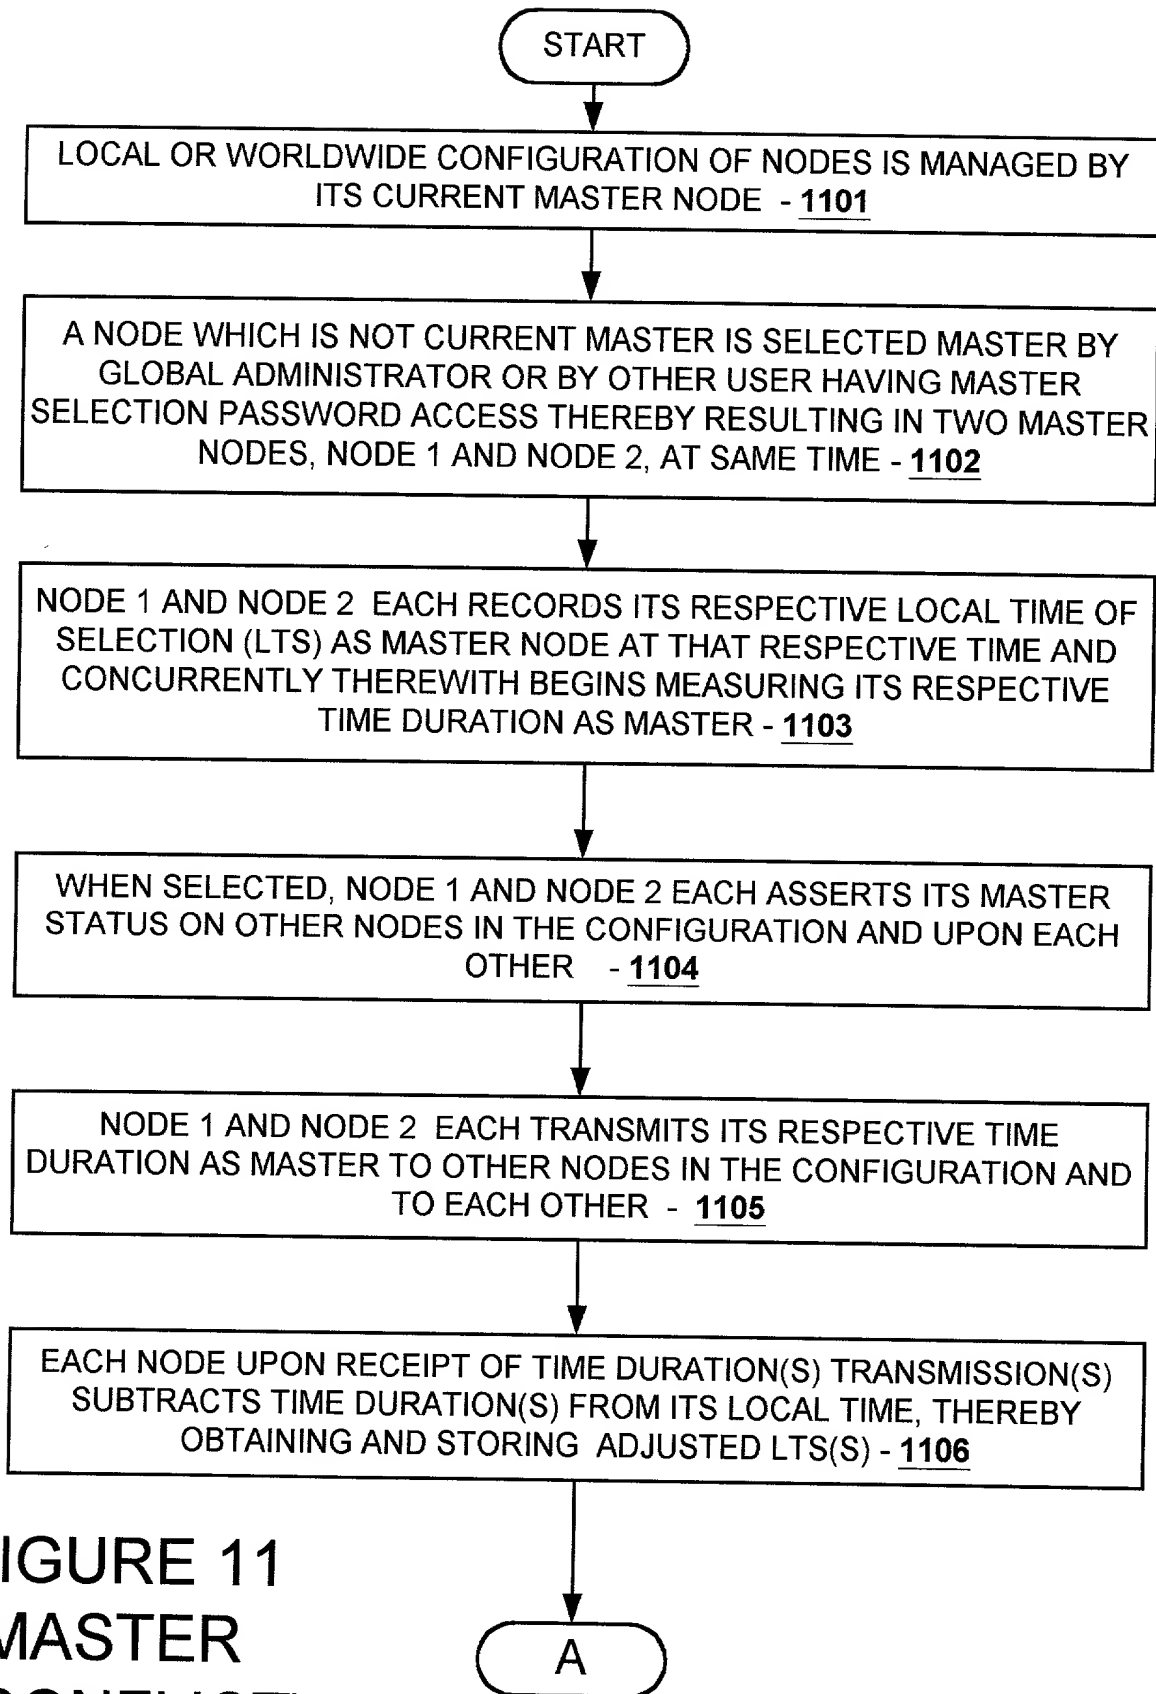 START
LOCAL OR WORLDWIDE CONFIGURATION OF NODES IS MANAGED BY
ITS CURRENT MASTER NODE - 1101
A NODE WHICH IS NOT CURRENT MASTER IS SELECTED MASTER BY
GLOBAL ADMINISTRATOR OR BY OTHER USER HAVING MASTER
SELECTION PASSWORD ACCESS THEREBY RESULTING IN TWO MASTER
NODES, NODE 1 AND NODE 2, AT SAME TIME - 1102
NODE 1 AND NODE 2 EACH RECORDS ITS RESPECTIVE LOCAL TIME OF
SELECTION (LTS) AS MASTER NODE AT THAT RESPECTIVE TIME AND
CONCURRENTLY THEREWITH BEGINS MEASURING ITS RESPECTIVE
TIME DURATION AS MASTER - 1103
WHEN SELECTED, NODE 1 AND NODE 2 EACH ASSERTS ITS MASTER
STATUS ON OTHER NODES IN THE CONFIGURATION AND UPON EACH
OTHER - 1104
NODE 1 AND NODE 2 EACH TRANSMITS ITS RESPECTIVE TIME
DURATION AS MASTER TO OTHER NODES IN THE CONFIGURATION AND
TO EACH OTHER - 1105
EACH NODE UPON RECEIPT OF TIME DURATION(S) TRANSMISSION(S)
SUBTRACTS TIME DURATION(S) FROM ITS LOCAL TIME, THEREBY
OBTAINING AND STORING ADJUSTED LTS(S) - 1106
IGURE 11
MASTER
A